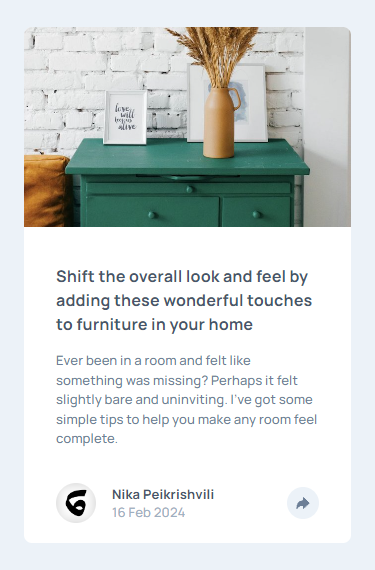 love
will
keep us
alive
Shift the overall look and feel by
adding these wonderful touches
to furniture in your home
Ever been in a room and felt like
something was missing? Perhaps it felt
slightly bare and uninviting. I’ve got some
simple tips to help you make any room feel
complete.
Nika Peikrishvili
16 Feb 2024